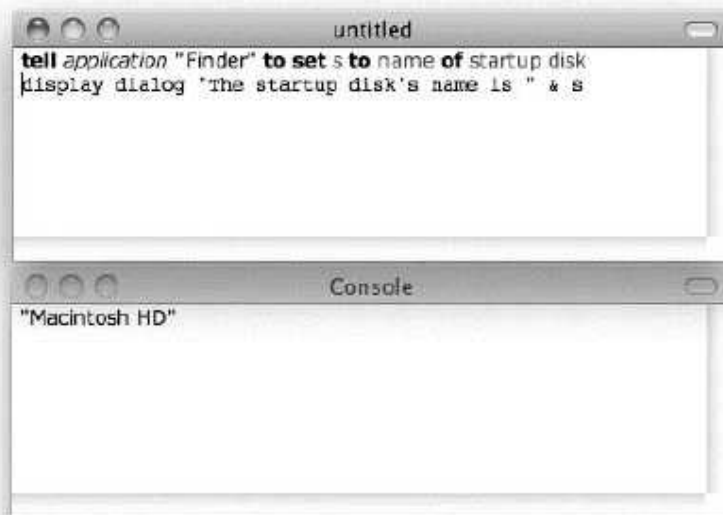 untitled
tell application "Finder" to set s to name of startup disk
display dialog "The startup disk's name is " & s
Console
"Macintosh HD"